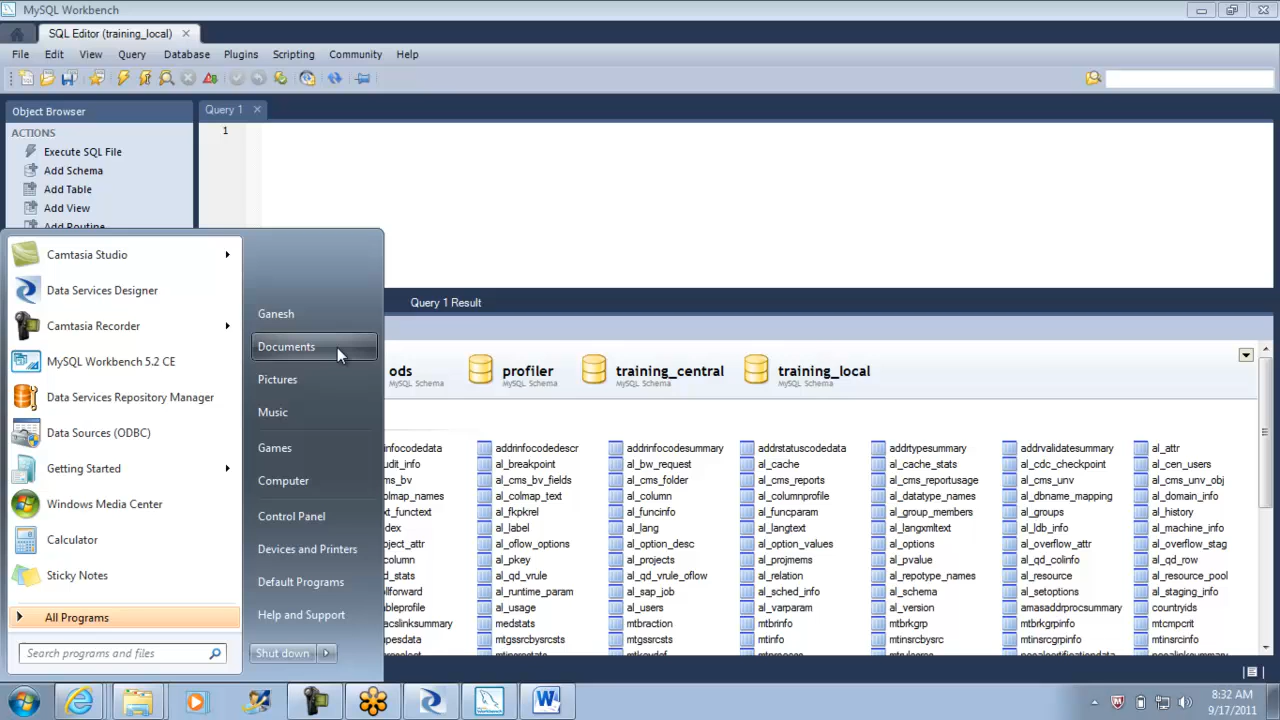 MySQL Workbench
SQL Editor (training_local)
File Edit View Query Database Plugins Scripting Community Help
Object Browser
Query 1
ACTIONS
1
Execute SQL File
Add Schema
Add Table
Add View
Add Routine
Camtasia Studio
Data Services Designer
Camtasia Recorder
MySQL Workbench 5.2 CE
Data Services Repository Manager
Data Sources (ODBC)
Getting Started
Windows Media Center
Calculator
Sticky Notes
All Programs
Search programs and files
Ganesh
Documents
Pictures
Music
Games
Computer
Control Panel
Devices and Printers
Default Programs
Help and Support
Shut down
Query 1 Result
ods profiler training_central training_local
MySQL Schema MySQL Schema MySQL Schema MySQL Schema
addrinfocodedescr addrinfocodesummary addrstatuscodedata addrtypesummary addrvalidatesummary al_attr
al_breakpoint al_bw_request al_cache al_cache_stats al_cdc_checkpoint al_cen_users
al_cms_bv_fields al_cms_folder al_cms_reports al_cms_reportusage al_cms_unv al_cms_unv_obj
al_colmap_text al_column al_columnprofile al_datatype_names al_dbname_mapping al_domain_info
al_fkpkrel al_funcinfo al_funcparam al_group_members al_groups al_history
al_label al_lang al_langtext al_langxmltext al_ldb_info al_machine_info
al_oflow_options al_option_desc al_option_values al_options al_overflow_attr al_overflow_stag
al_pkey al_projects al_projmems al_pvalue al_qd_colinfo al_qd_row
al_qd_vrule al_qd_vrule_oflow al_relation al_repotype_names al_resource al_resource_pool
al_runtime_param al_sap_job al_sched_info al_schema al_setoptions al_staging_info
al_usage al_users al_varparam al_version amasaddrprocsummary countryids
medstats mtbraction mtbrinfo mtbrkgrp mtbrkgrpinfo mtcmpcrit
mtgssrcbysrcsts mtgssrcsts mtinfo mtinsrcbysrc mtinsrcgrpinfo mtinsrcinfo
8:32 AM
9/17/2011